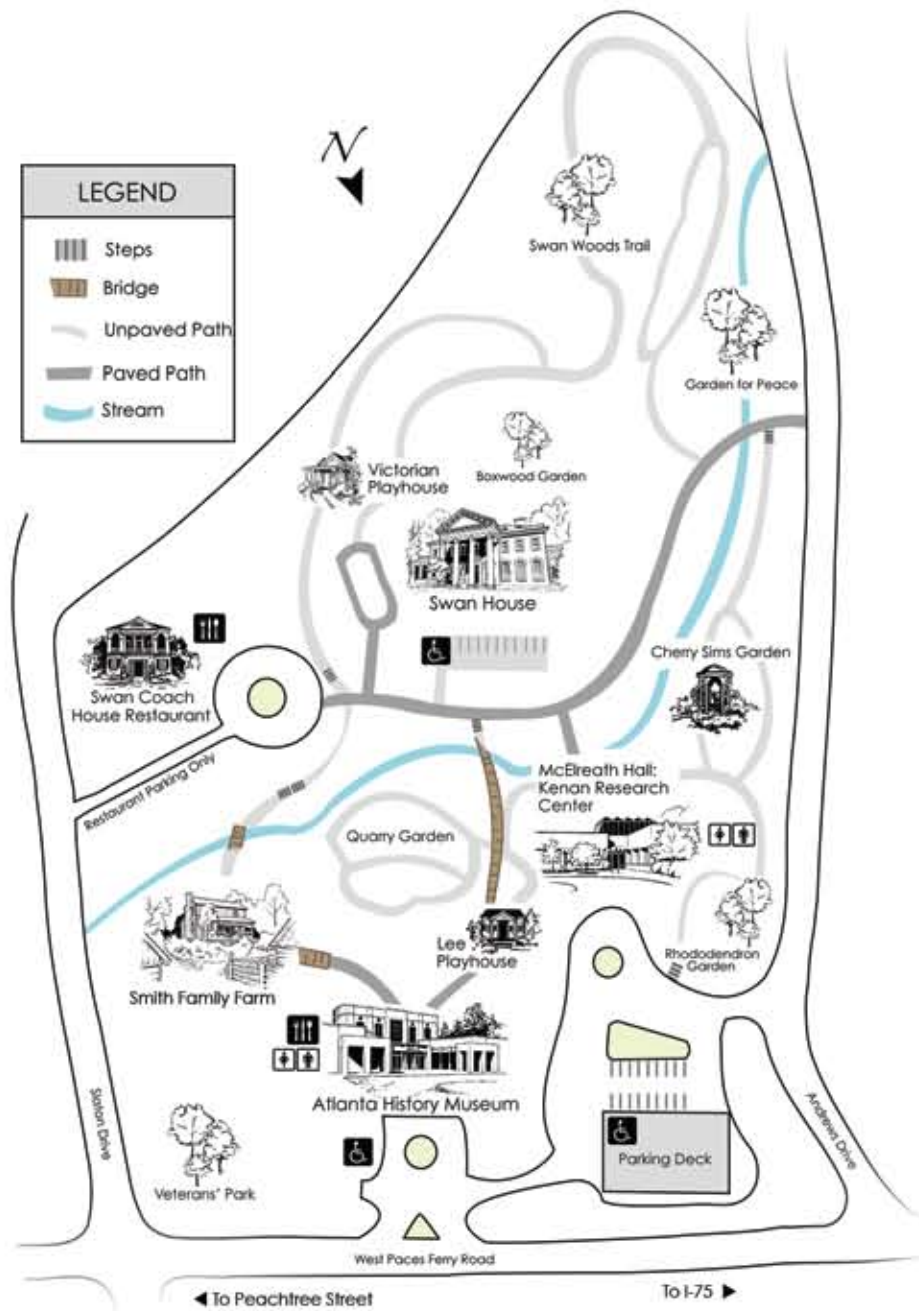 N
LEGEND
Steps
Bridge
Unpaved Path
Paved Path
Stream
Swan Woods Trail
Garden for Peace
Victorian
Playhouse
Boxwood Garden
Swan House
Swan Coach
House Restaurant
Cherry Sims Garden
Restaurant Parking Only
McElreath Hall:
Kenan Research
Center
Quarry Garden
Lee
Playhouse
Rhododendron
Garden
Smith Family Farm
Atlanta History Museum
Slaton Drive
Andrews Drive
Parking Deck
Veterans' Park
West Paces Ferry Road
To Peachtree Street
To I-75